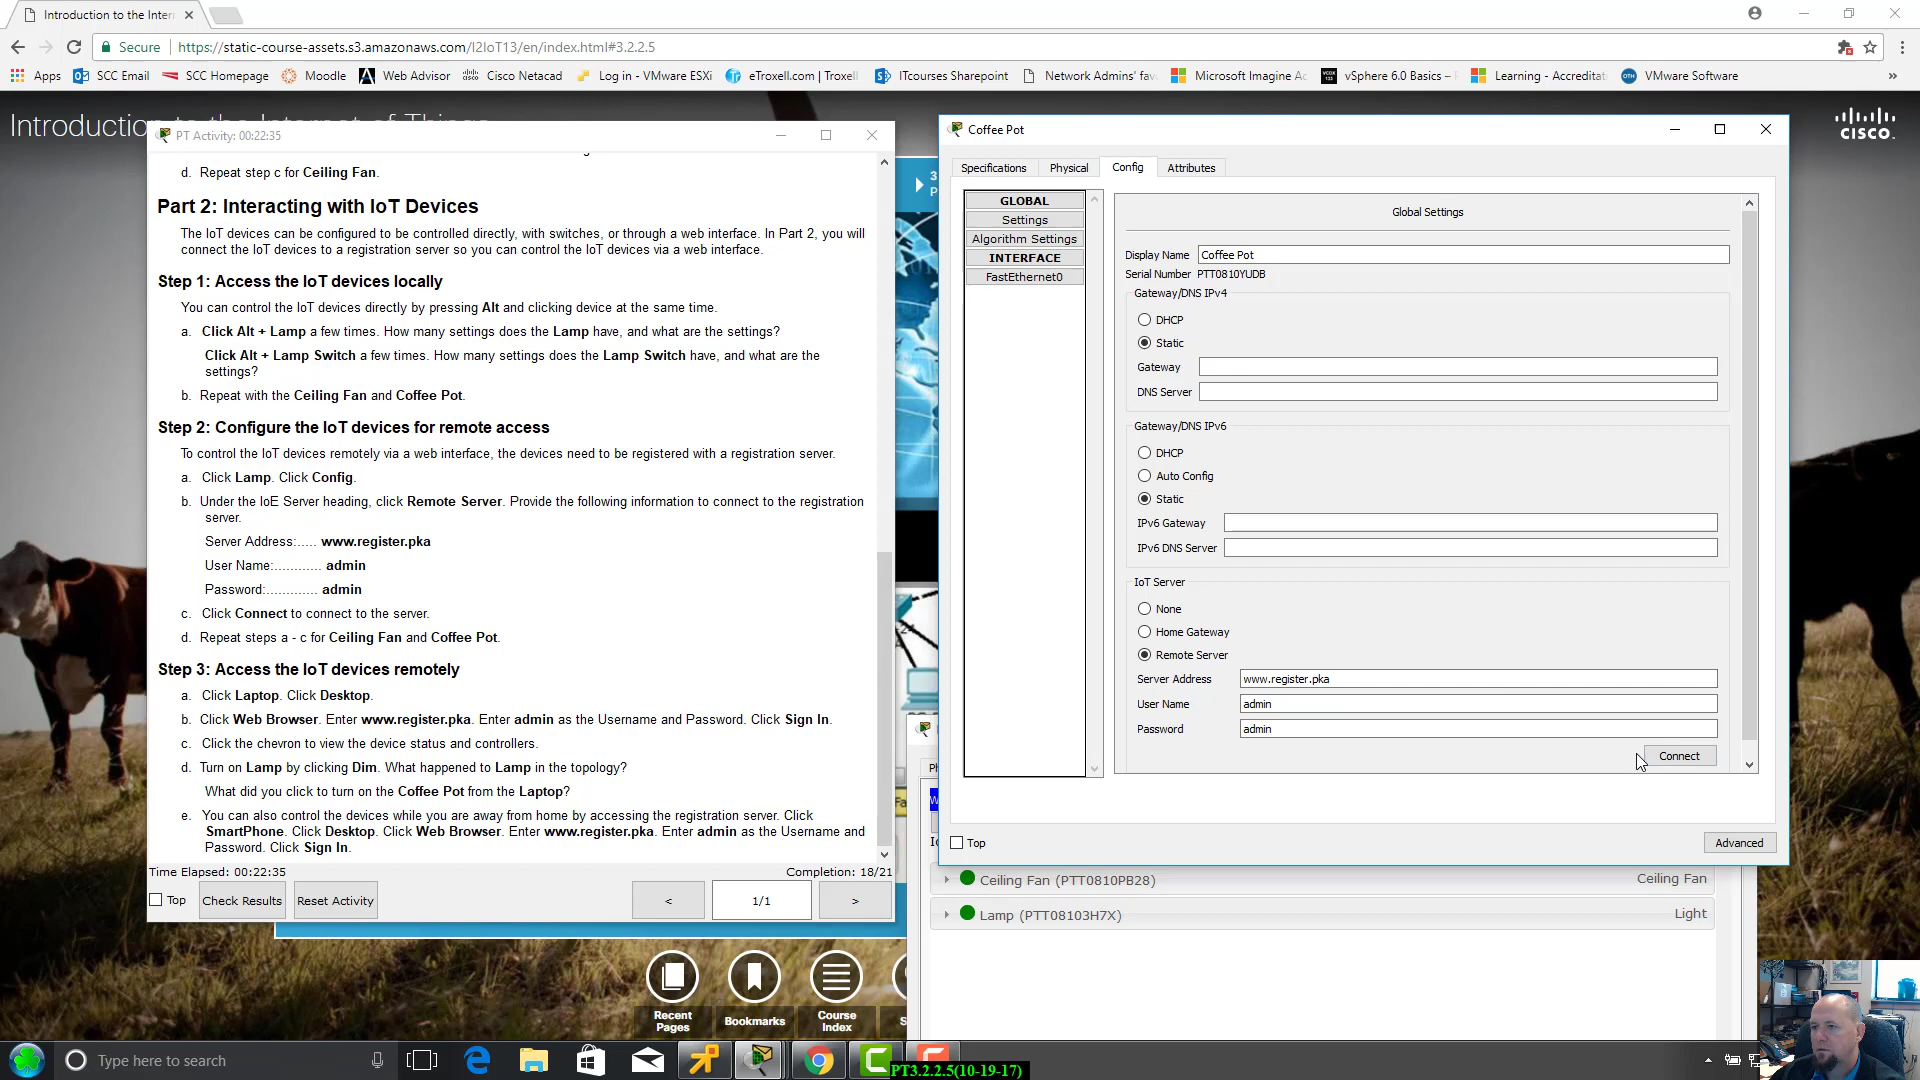 Introduction to the Inter
Secure
https://static-course-assets.s3.amazonaws.com/I2IoT13/en/index.html#3.2.2.5
Apps
SCC Email
SCC Homepage
Moodle
Web Advisor
Cisco Netacad
Log in - VMware ESXi
eTroxell.com | Troxell
ITcourses Sharepoint
Network Admins' fav
Microsoft Imagine Ac
vSphere 6.0 Basics –
Learning - Accreditat
VMware Software
»
Introduction to the Internet of Things
CISCO
PT Activity: 00:22:35
d. Repeat step c for Ceiling Fan.
Part 2: Interacting with IoT Devices
The IoT devices can be configured to be controlled directly, with switches, or through a web interface. In Part 2, you will
connect the IoT devices to a registration server so you can control the IoT devices via a web interface.
Step 1: Access the IoT devices locally
You can control the IoT devices directly by pressing Alt and clicking device at the same time.
a. Click Alt + Lamp a few times. How many settings does the Lamp have, and what are the settings?
Click Alt + Lamp Switch a few times. How many settings does the Lamp Switch have, and what are the
settings?
b. Repeat with the Ceiling Fan and Coffee Pot.
Step 2: Configure the IoT devices for remote access
To control the IoT devices remotely via a web interface, the devices need to be registered with a registration server.
a. Click Lamp. Click Config.
b. Under the IoE Server heading, click Remote Server. Provide the following information to connect to the registration
server.
Server Address:..... www.register.pka
User Name:............ admin
Password:............. admin
c. Click Connect to connect to the server.
d. Repeat steps a - c for Ceiling Fan and Coffee Pot.
Step 3: Access the IoT devices remotely
a. Click Laptop. Click Desktop.
b. Click Web Browser. Enter www.register.pka. Enter admin as the Username and Password. Click Sign In.
c. Click the chevron to view the device status and controllers.
d. Turn on Lamp by clicking Dim. What happened to Lamp in the topology?
What did you click to turn on the Coffee Pot from the Laptop?
e. You can also control the devices while you are away from home by accessing the registration server. Click
SmartPhone. Click Desktop. Click Web Browser. Enter www.register.pka. Enter admin as the Username and
Password. Click Sign In.
Time Elapsed: 00:22:35
Completion: 18/21
Top
Check Results
Reset Activity
<
1/1
>
Coffee Pot
Specifications
Physical
Config
Attributes
GLOBAL
Settings
Algorithm Settings
INTERFACE
FastEthernet0
Global Settings
Display Name
Coffee Pot
Serial Number PTT0810YUDB
Gateway/DNS IPv4
DHCP
Static
Gateway
DNS Server
Gateway/DNS IPv6
DHCP
Auto Config
Static
IPv6 Gateway
IPv6 DNS Server
IoT Server
None
Home Gateway
Remote Server
Server Address
www.register.pka
User Name
admin
Password
admin
Connect
Top
Advanced
Ceiling Fan (PTT0810PB28)
Ceiling Fan
Lamp (PTT08103H7X)
Light
Recent
Pages
Bookmarks
Course
Index
Type here to search
PT3.2.2.5(10-19-17)